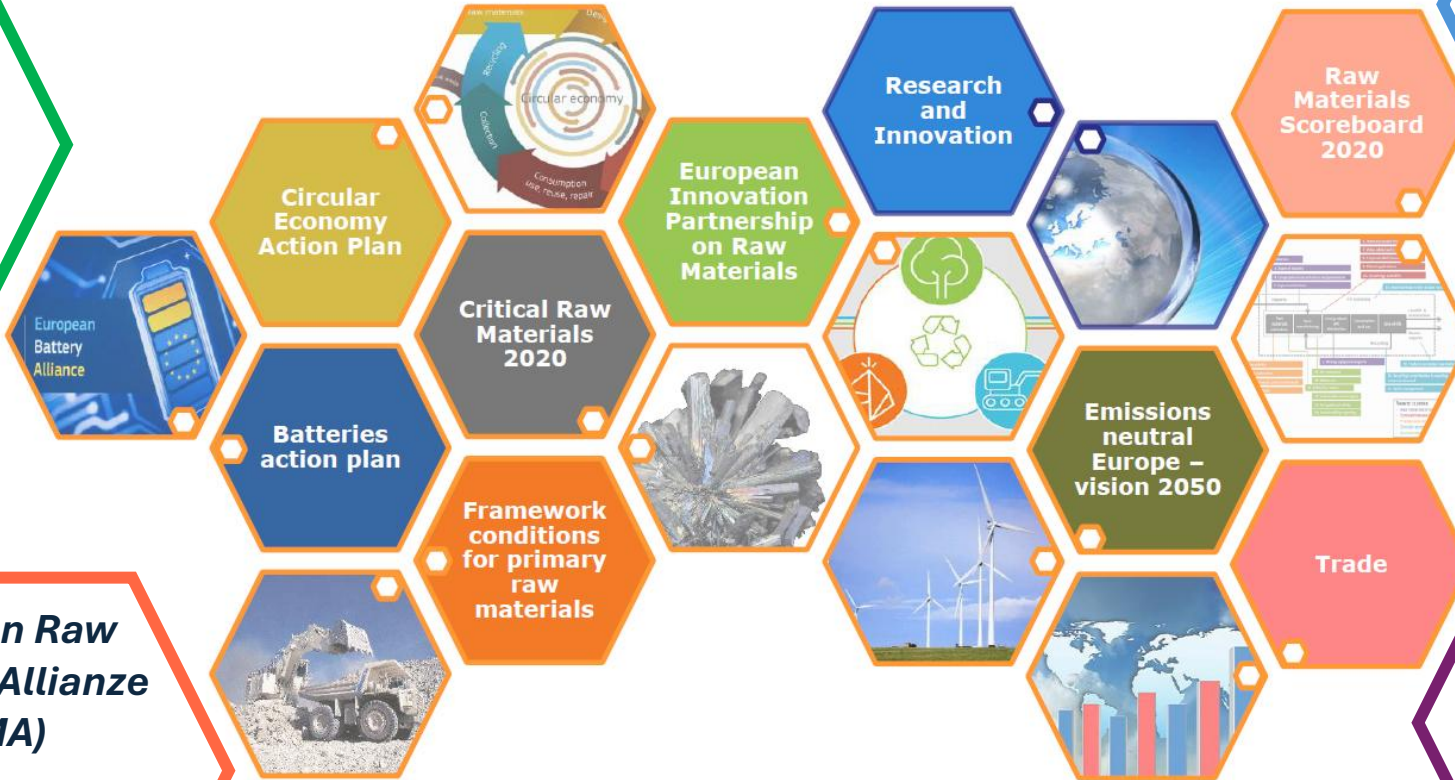 Recycling
Circular economy
Collection
Consumption
use, reuse, repair
Research
and
Innovation
Raw
Materials
Scoreboard
2020
Circular
Economy
Action Plan
European
Innovation
Partnership
on Raw
Materials
European
Battery
Alliance
Critical Raw
Materials
2020
Batteries
action plan
Emissions
neutral
Europe –
vision 2050
Framework
conditions
for primary
raw
materials
Trade
n Raw
Allianze
MA)